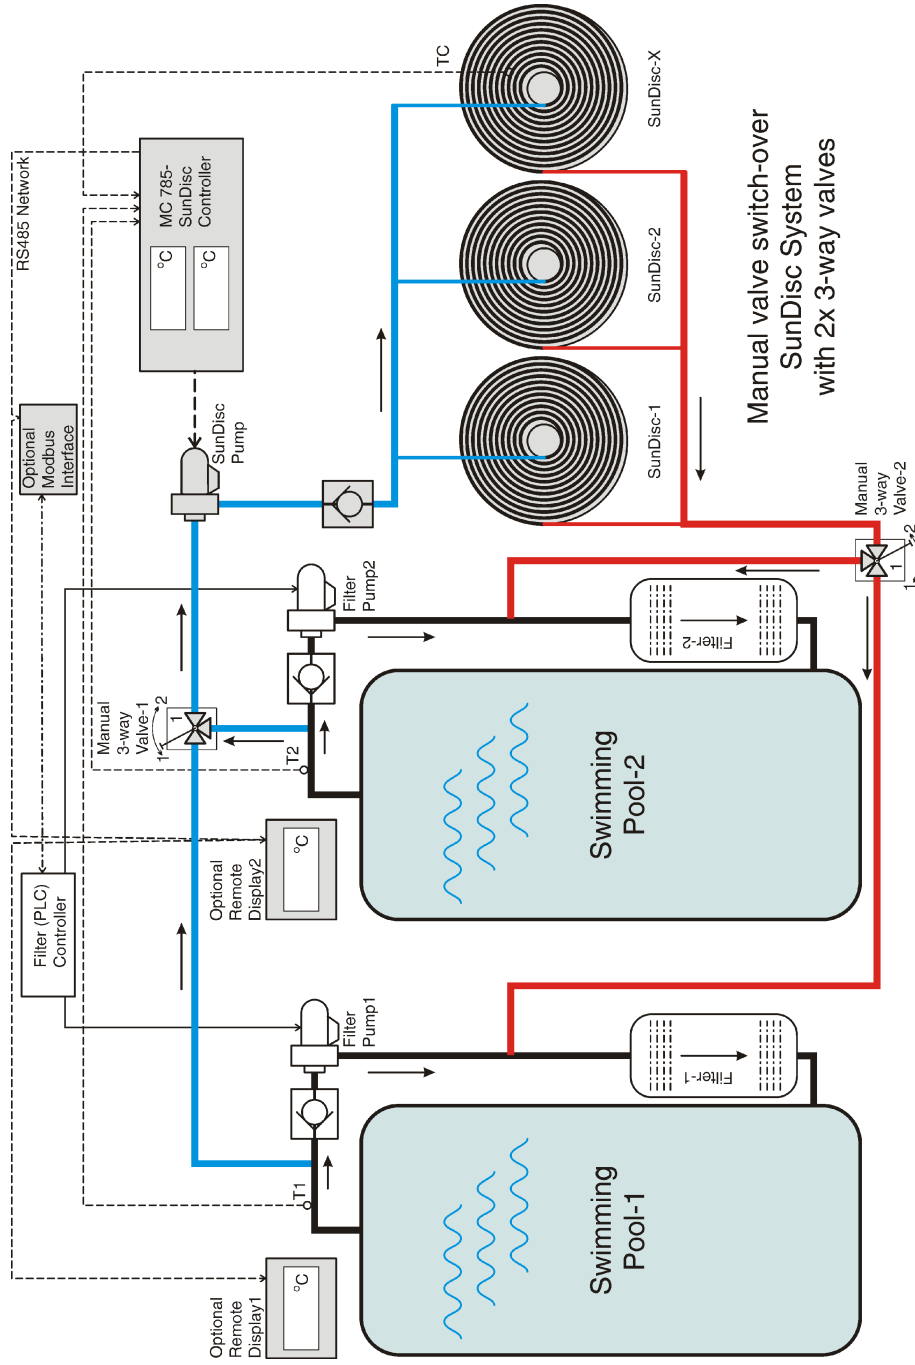 TC
RS485 Network
MC 785-
SunDisc
Controller
°C
°C
Optional
Modbus
Interface
SunDisc
Pump
SunDisc-X
SunDisc-2
SunDisc-1
Manual valve switch-over
SunDisc System
with 2x 3-way valves
Manual
3-way
Valve-2
1
2
1
Filter
Pump2
Filter-2
Manual
3-way
Valve-1
1
2
1
T2
Swimming
Pool-2
Optional
Remote
Display2
°C
Filter (PLC)
Controller
Filter
Pump1
Filter-1
T1
Swimming
Pool-1
Optional
Remote
Display1
°C